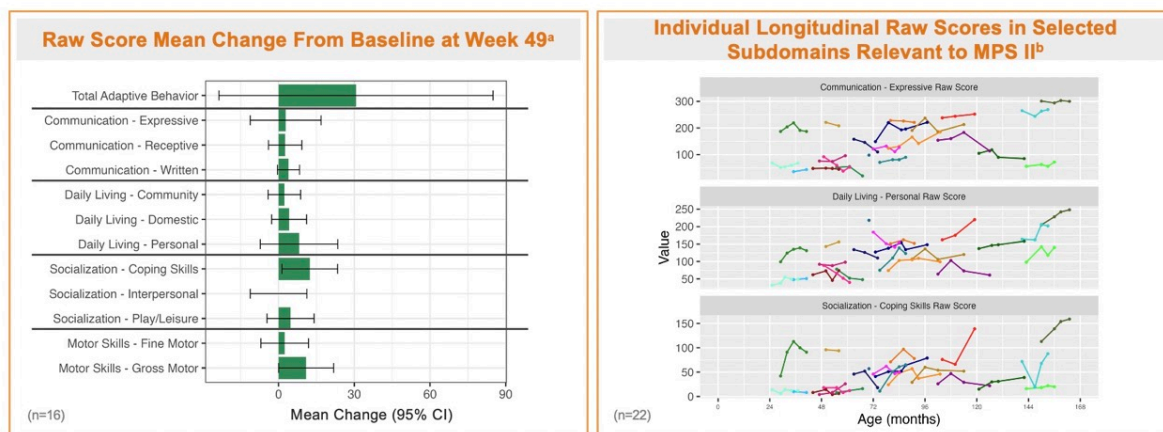 Raw Score Mean Change From Baseline at Week 49ᵃ
Total Adaptive Behavior
Communication - Expressive
Communication - Receptive
Communication - Written
Daily Living - Community
Daily Living - Domestic
Daily Living - Personal
Socialization - Coping Skills
Socialization - Interpersonal
Socialization - Play/Leisure
Motor Skills - Fine Motor
Motor Skills - Gross Motor
0 30 60 90
Mean Change (95% CI)
(n=16)
Individual Longitudinal Raw Scores in Selected
Subdomains Relevant to MPS IIᵇ
Communication - Expressive Raw Score
300
200
100
Daily Living - Personal Raw Score
250
200
150
100
50
Value
Socialization - Coping Skills Raw Score
150
100
50
0
0 24 48 72 96 120 144 168
Age (months)
(n=22)